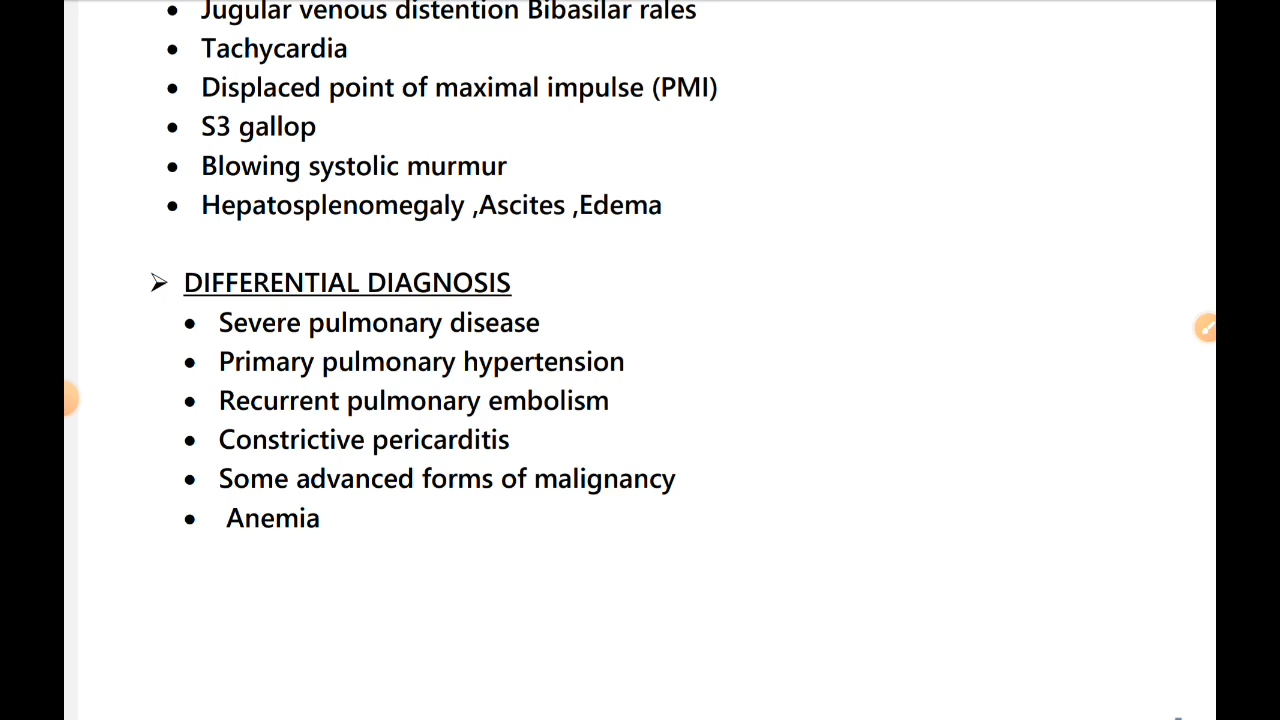 • Jugular venous distention Bibasilar rales
• Tachycardia
• Displaced point of maximal impulse (PMI)
• S3 gallop
• Blowing systolic murmur
• Hepatosplenomegaly ,Ascites ,Edema
➢ DIFFERENTIAL DIAGNOSIS
• Severe pulmonary disease
• Primary pulmonary hypertension
• Recurrent pulmonary embolism
• Constrictive pericarditis
• Some advanced forms of malignancy
• Anemia